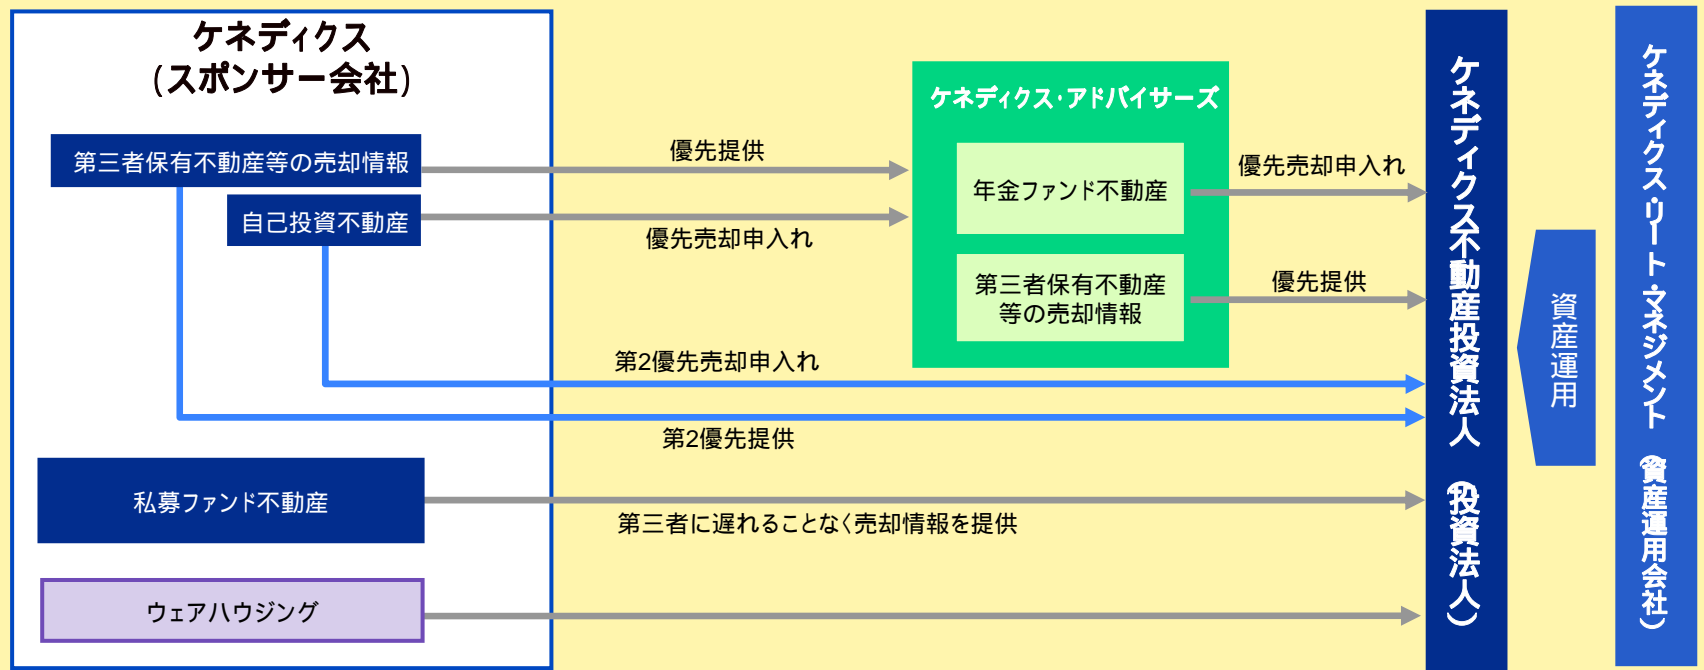 ケネディクス
(スポンサー会社)
第三者保有不動産等の売却情報
自己投資不動産
優先提供
優先売却申入れ
ケネディクス・アドバイザーズ
年金ファンド不動産
第三者保有不動産
等の売却情報
優先売却申入れ
優先提供
第2優先売却申入れ
第2優先提供
私募ファンド不動産
第三者に遅れることなく売却情報を提供
ウェアハウジング
ケネディクス不動産投資法人(投資法人)
資産運用
ケネディクス・リート・マネジメント(資産運用会社)